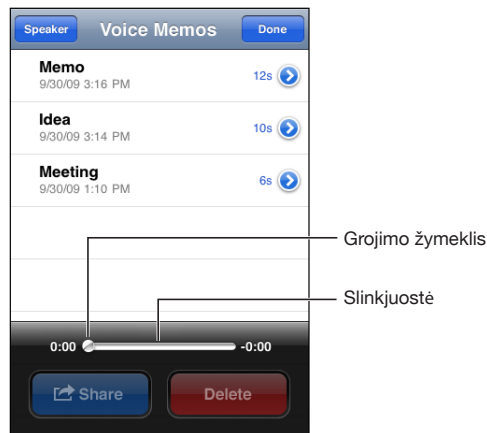 Speaker Voice Memos Done
Memo
9/30/09 3:16 PM
12s
Idea
9/30/09 3:14 PM
10s
Meeting
9/30/09 1:10 PM
6s
Grojimo žymeklis
Slinkjuostė
0:00 -0:00
Share Delete